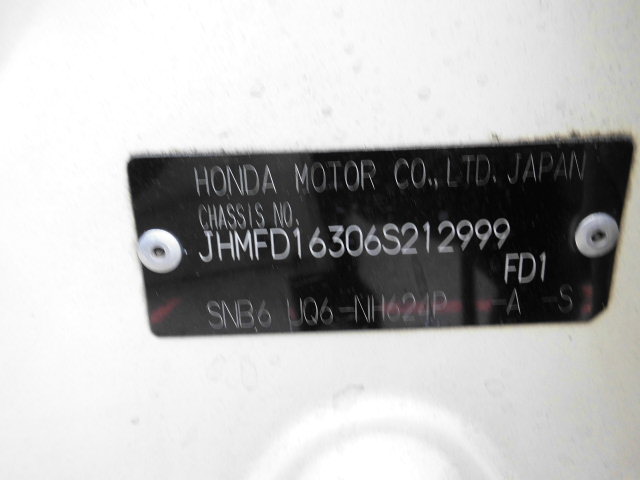 HONDA MOTOR CO., LTD. JAPAN
CHASSIS NO.
JHMFD16306S212999
FD1
SNB6 UQ6-NH624P -A -S